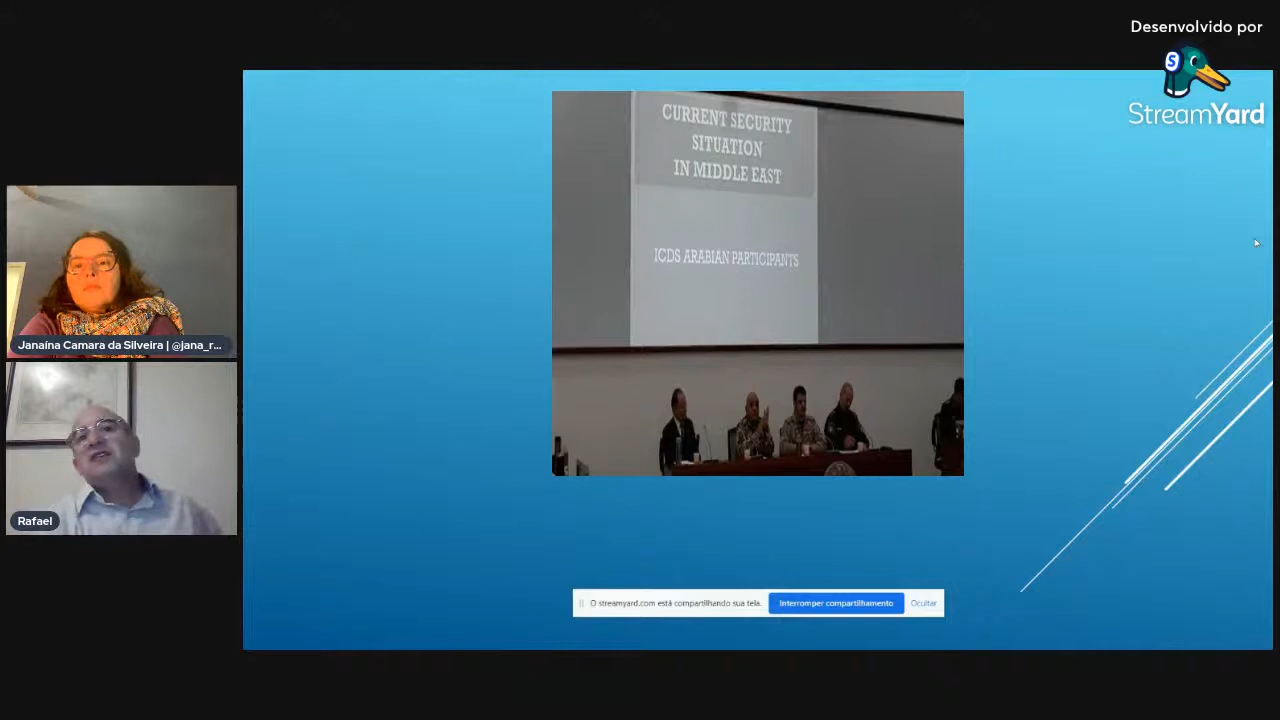 Desenvolvido por
StreamYard
CURRENT SECURITY
SITUATION
IN MIDDLE EAST
ICDS ARABIAN PARTICIPANTS
Janaína Camara da Silveira | @jana_r...
Rafael
O streamyard.com está compartilhando sua tela.
Interromper compartilhamento
Ocultar